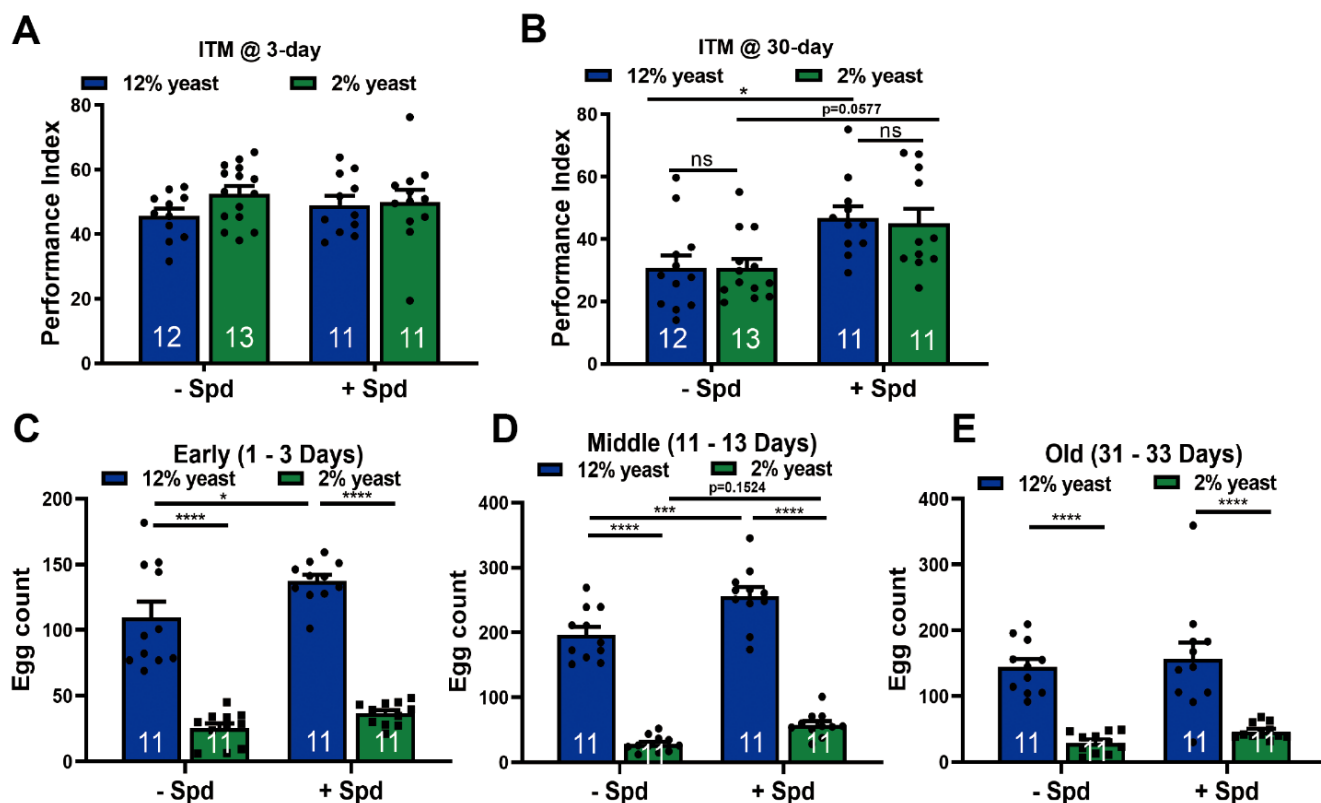 A
ITM @ 3-day
12% yeast 2% yeast
Performance Index
80
60
40
20
0
12 13 11 11
- Spd + Spd
B
ITM @ 30-day
12% yeast 2% yeast
*
p=0.0577
ns
ns
Performance Index
80
60
40
20
0
12 13 11 11
- Spd + Spd
C
Early (1 - 3 Days)
12% yeast 2% yeast
* ****
****
Egg count
200
150
100
50
0
11 11 11 11
- Spd + Spd
D
Middle (11 - 13 Days)
12% yeast 2% yeast
p=0.1524
*** ****
****
Egg count
400
300
200
100
0
11 11 11 11
- Spd + Spd
E
Old (31 - 33 Days)
12% yeast 2% yeast
****
****
Egg count
400
300
200
100
0
11 11 11 11
- Spd + Spd